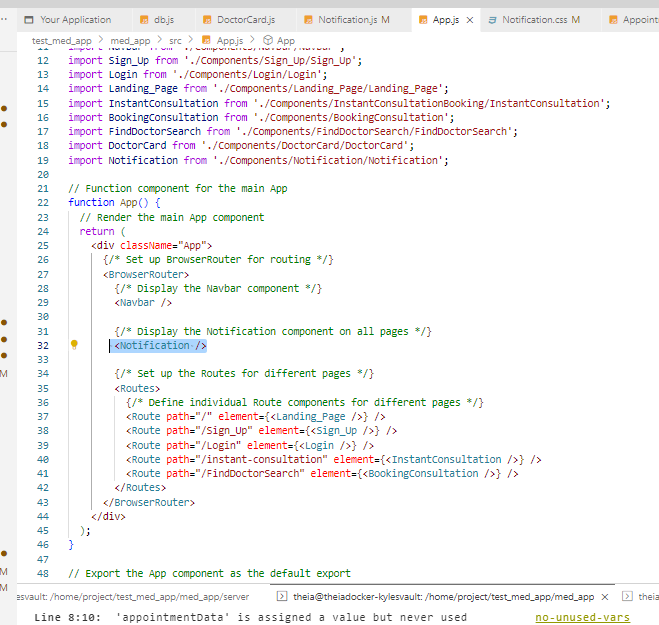 Your Application db.js DoctorCard.js Notification.js M App.js × Notification.css M Appoint
test_med_app > med_app > src > App.js > App
11 import Navbar from './Components/Navbar/Navbar';
12 import Sign_Up from './Components/Sign_Up/Sign_Up';
13 import Login from './Components/Login/Login';
14 import Landing_Page from './Components/Landing_Page/Landing_Page';
15 import InstantConsultation from './Components/InstantConsultationBooking/InstantConsultation';
16 import BookingConsultation from './Components/BookingConsultation';
17 import FindDoctorSearch from './Components/FindDoctorSearch/FindDoctorSearch';
18 import DoctorCard from './Components/DoctorCard/DoctorCard';
19 import Notification from './Components/Notification/Notification';
20
21 // Function component for the main App
22 function App() {
23 // Render the main App component
24 return (
25 <div className="App">
26 {/* Set up BrowserRouter for routing */}
27 <BrowserRouter>
28 {/* Display the Navbar component */}
29 <Navbar />
30
31 {/* Display the Notification component on all pages */}
32 <Notification />
33
M 34 {/* Set up the Routes for different pages */}
35 <Routes>
36 {/* Define individual Route components for different pages */}
37 <Route path="/" element={<Landing_Page />} />
38 <Route path="/Sign_Up" element={<Sign_Up />} />
39 <Route path="/Login" element={<Login />} />
40 <Route path="/instant-consultation" element={<InstantConsultation />} />
41 <Route path="/FindDoctorSearch" element={<BookingConsultation />} />
42 </Routes>
43 </BrowserRouter>
44 </div>
45 );
46 }
47
M 48 // Export the App component as the default export
M
esvault: /home/project/test_med_app/med_app/server theia@theiadocker-kylesvault: /home/project/test_med_app/med_app × theia
Line 8:10: 'appointmentData' is assigned a value but never used no-unused-vars